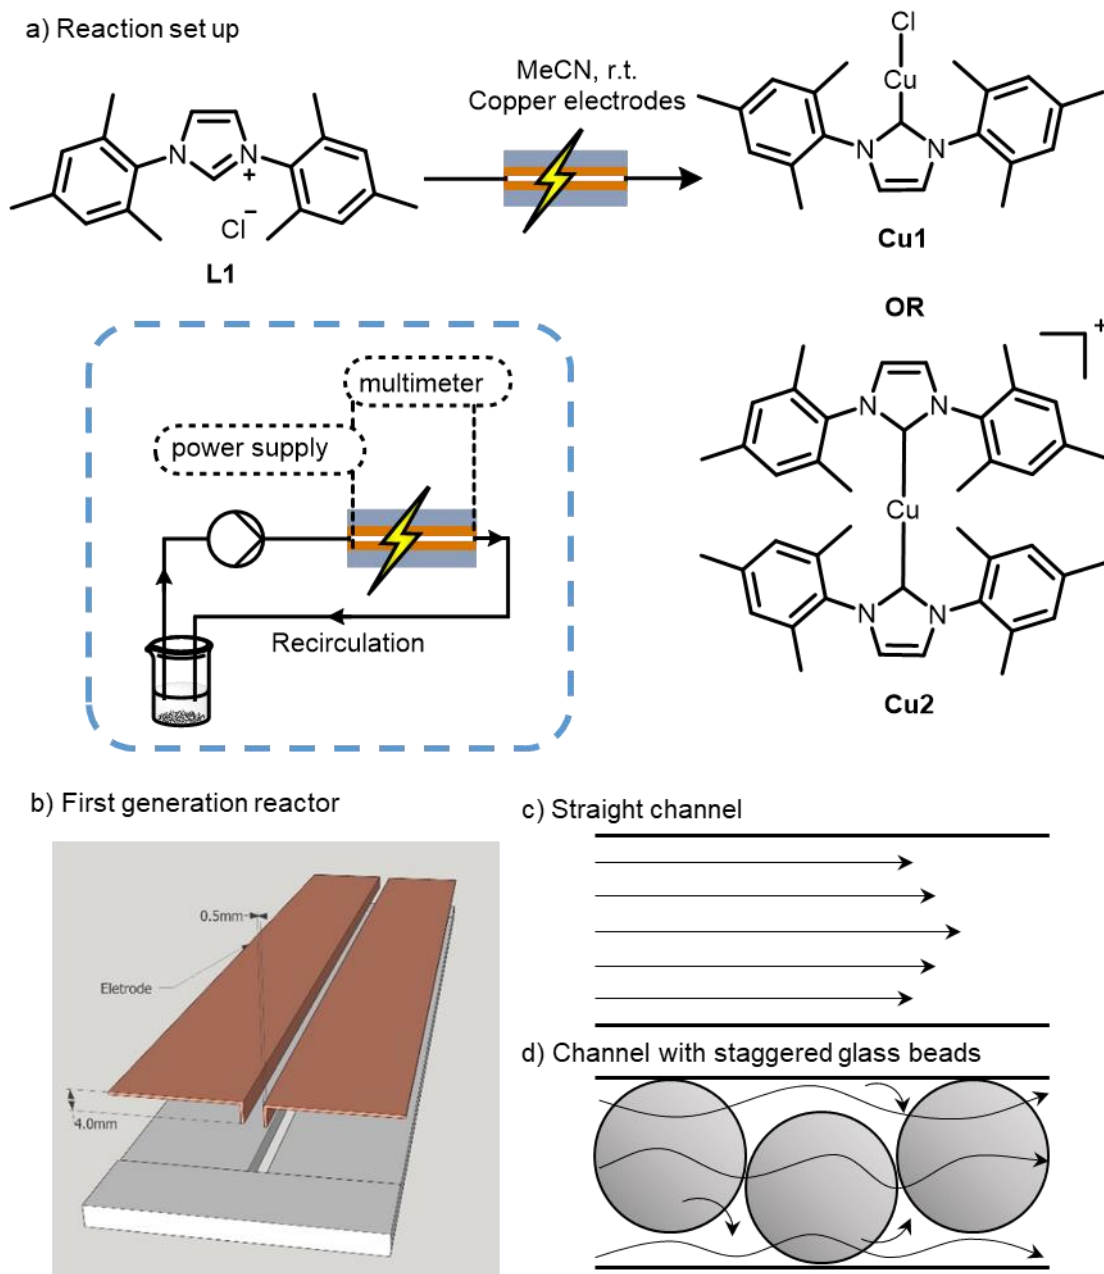 a) Reaction set up
MeCN, r.t.
Copper electrodes
N
N
+
Cl
−
L1
Cl
Cu
N
N
Cu1
OR
+
N
N
Cu
N
N
Cu2
multimeter
power supply
Recirculation
b) First generation reactor
0.5mm
Eletrode
4.0mm
c) Straight channel
d) Channel with staggered glass beads